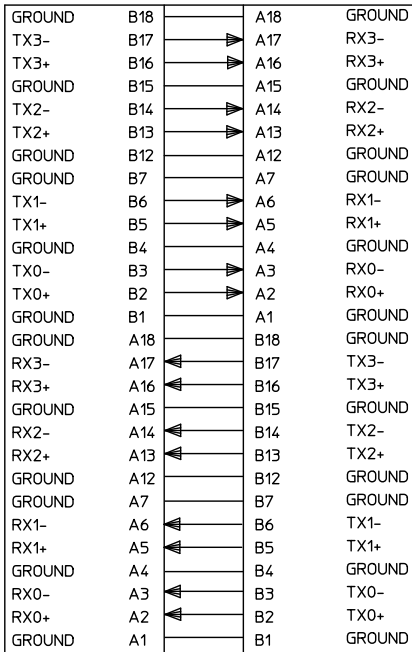 GROUND B18 A18 GROUND
TX3- B17 A17 RX3-
TX3+ B16 A16 RX3+
GROUND B15 A15 GROUND
TX2- B14 A14 RX2-
TX2+ B13 A13 RX2+
GROUND B12 A12 GROUND
GROUND B7 A7 GROUND
TX1- B6 A6 RX1-
TX1+ B5 A5 RX1+
GROUND B4 A4 GROUND
TX0- B3 A3 RX0-
TX0+ B2 A2 RX0+
GROUND B1 A1 GROUND
GROUND A18 B18 GROUND
RX3- A17 B17 TX3-
RX3+ A16 B16 TX3+
GROUND A15 B15 GROUND
RX2- A14 B14 TX2-
RX2+ A13 B13 TX2+
GROUND A12 B12 GROUND
GROUND A7 B7 GROUND
RX1- A6 B6 TX1-
RX1+ A5 B5 TX1+
GROUND A4 B4 GROUND
RX0- A3 B3 TX0-
RX0+ A2 B2 TX0+
GROUND A1 B1 GROUND